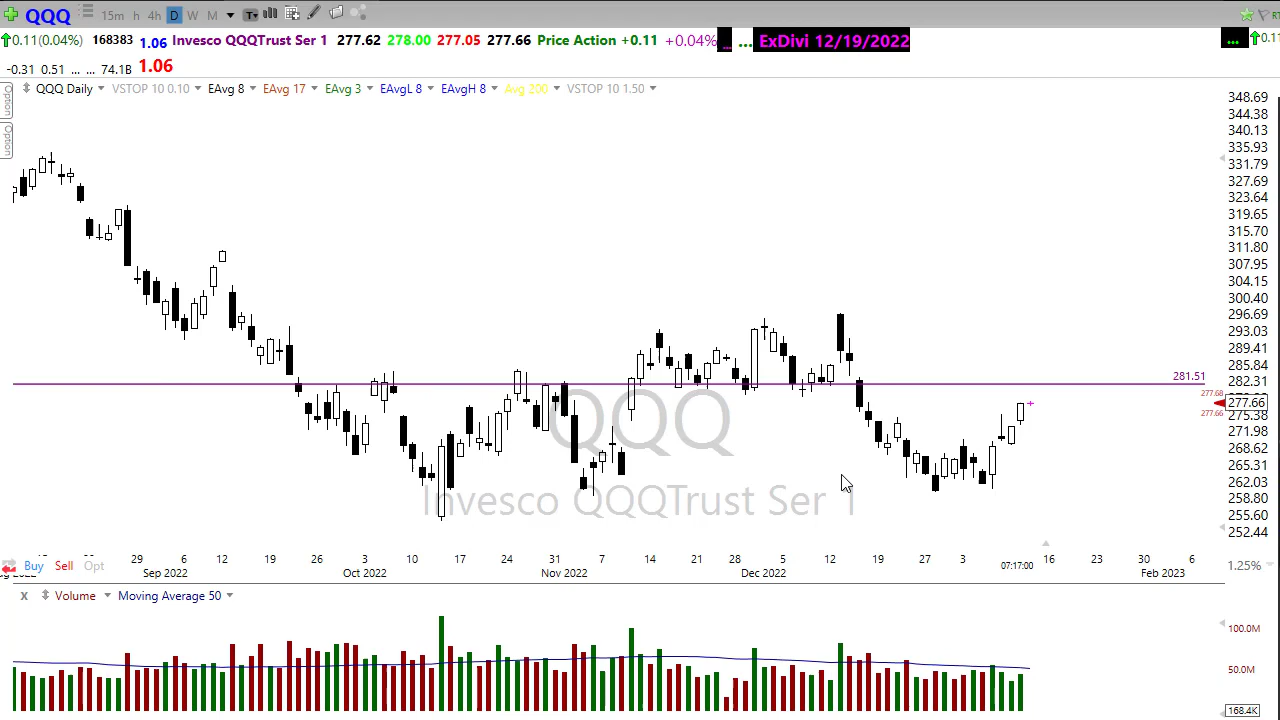 QQQ 15m h 4h D W M T RT
0.11(0.04%) 168383 1.06 Invesco QQQTrust Ser 1 277.62 278.00 277.05 277.66 Price Action +0.11 +0.04% ... ... ExDivi 12/19/2022 ... 0.11
-0.31 0.51 ... ... 74.1B 1.06
Option
Option
QQQ Daily VSTOP 10 0.10 EAvg 8 EAvg 17 EAvg 3 EAvgL 8 EAvgH 8 Avg 200 VSTOP 10 1.50
348.69
344.38
340.13
335.93
331.79
327.69
323.64
319.65
315.70
311.80
307.95
304.15
300.40
296.69
293.03
289.41
285.84
281.51
282.31
277.68
277.66
277.66
275.38
271.98
268.62
265.31
262.03
258.80
255.60
252.44
QQQ
Invesco QQQTrust Ser 1
29 6 12 19 26 3 10 17 24 31 7 14 21 28 5 12 19 27 3 16 23 30 6
Buy Sell Opt 07:17:00 1.25%
Sep 2022 Oct 2022 Nov 2022 Dec 2022 Feb 2023
x Volume Moving Average 50
100.0M
50.0M
168.4K